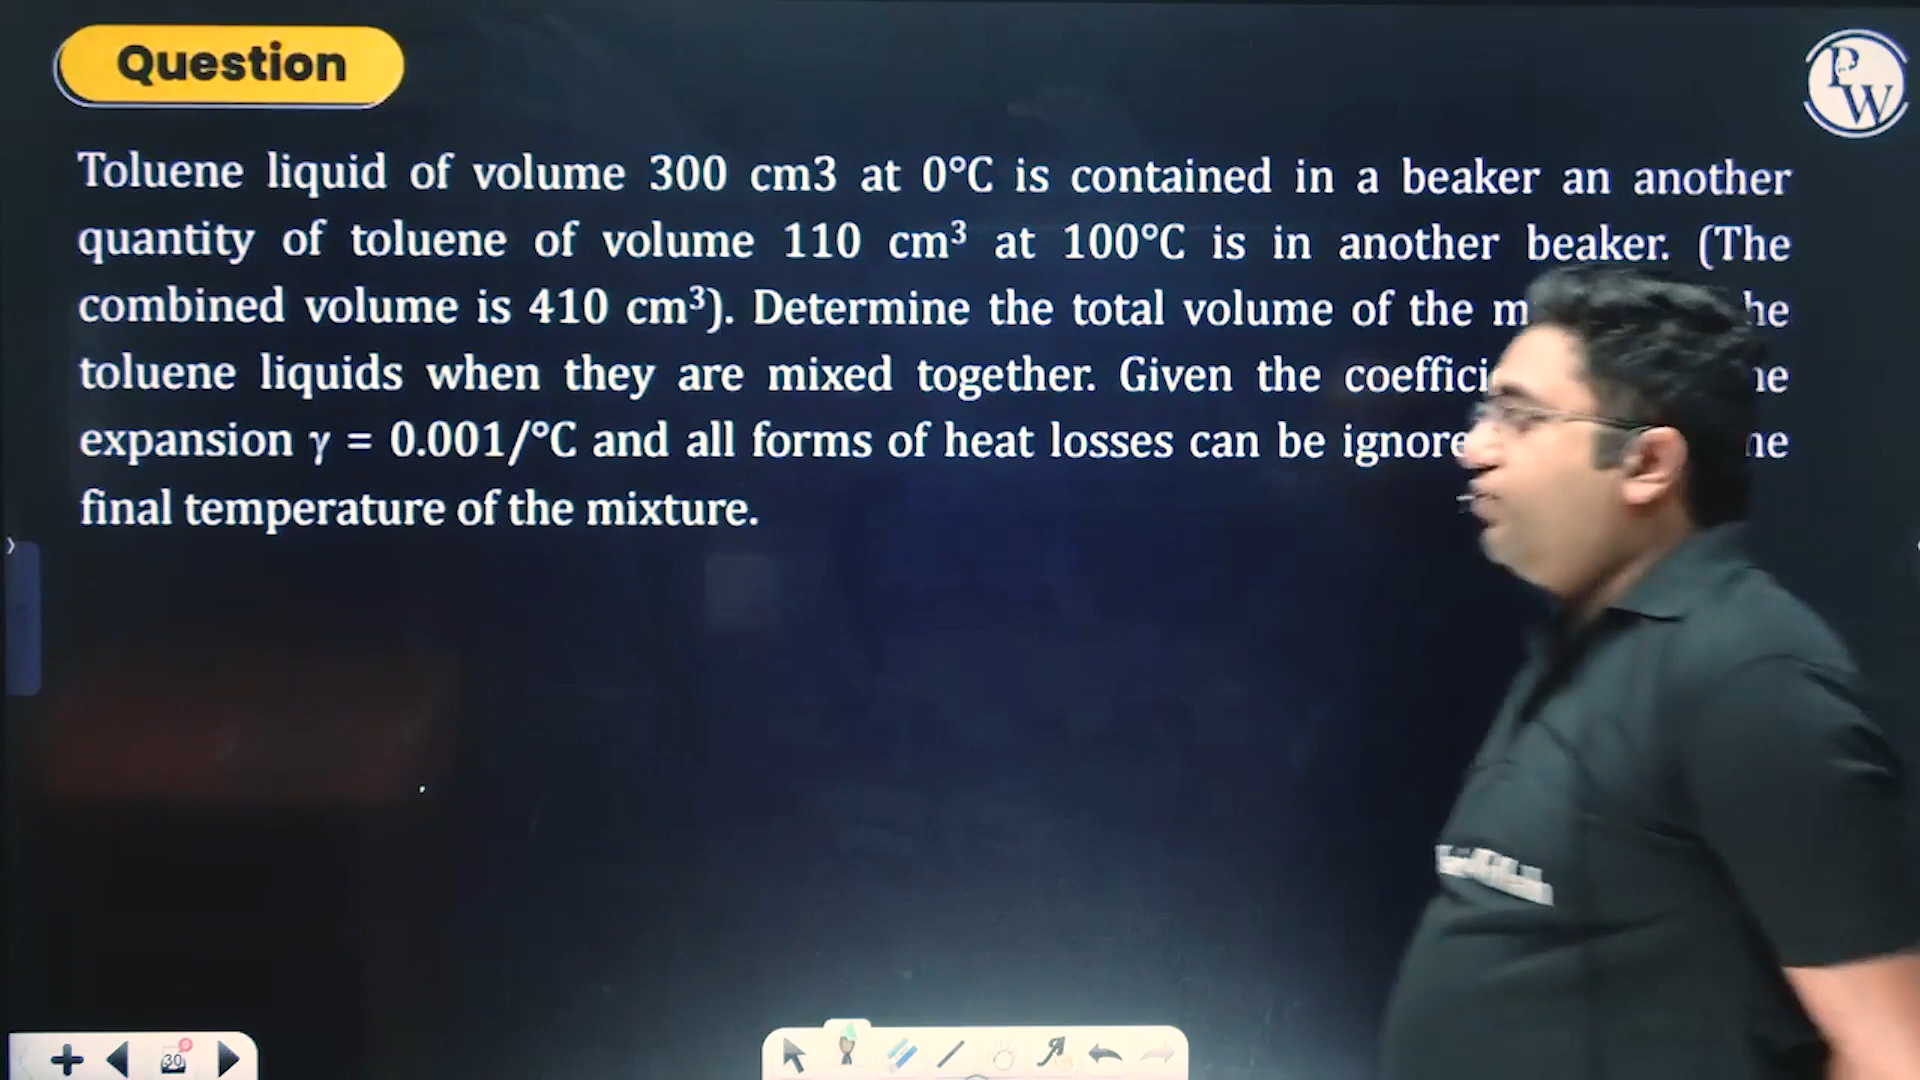 Question
PW
Toluene liquid of volume 300 cm3 at 0°C is contained in a beaker an another
quantity of toluene of volume 110 cm³ at 100°C is in another beaker. (The
combined volume is 410 cm³). Determine the total volume of the
toluene liquids when they are mixed together. Given the
expansion γ = 0.001/°C and all forms of heat losses can be
final temperature of the mixture.
30